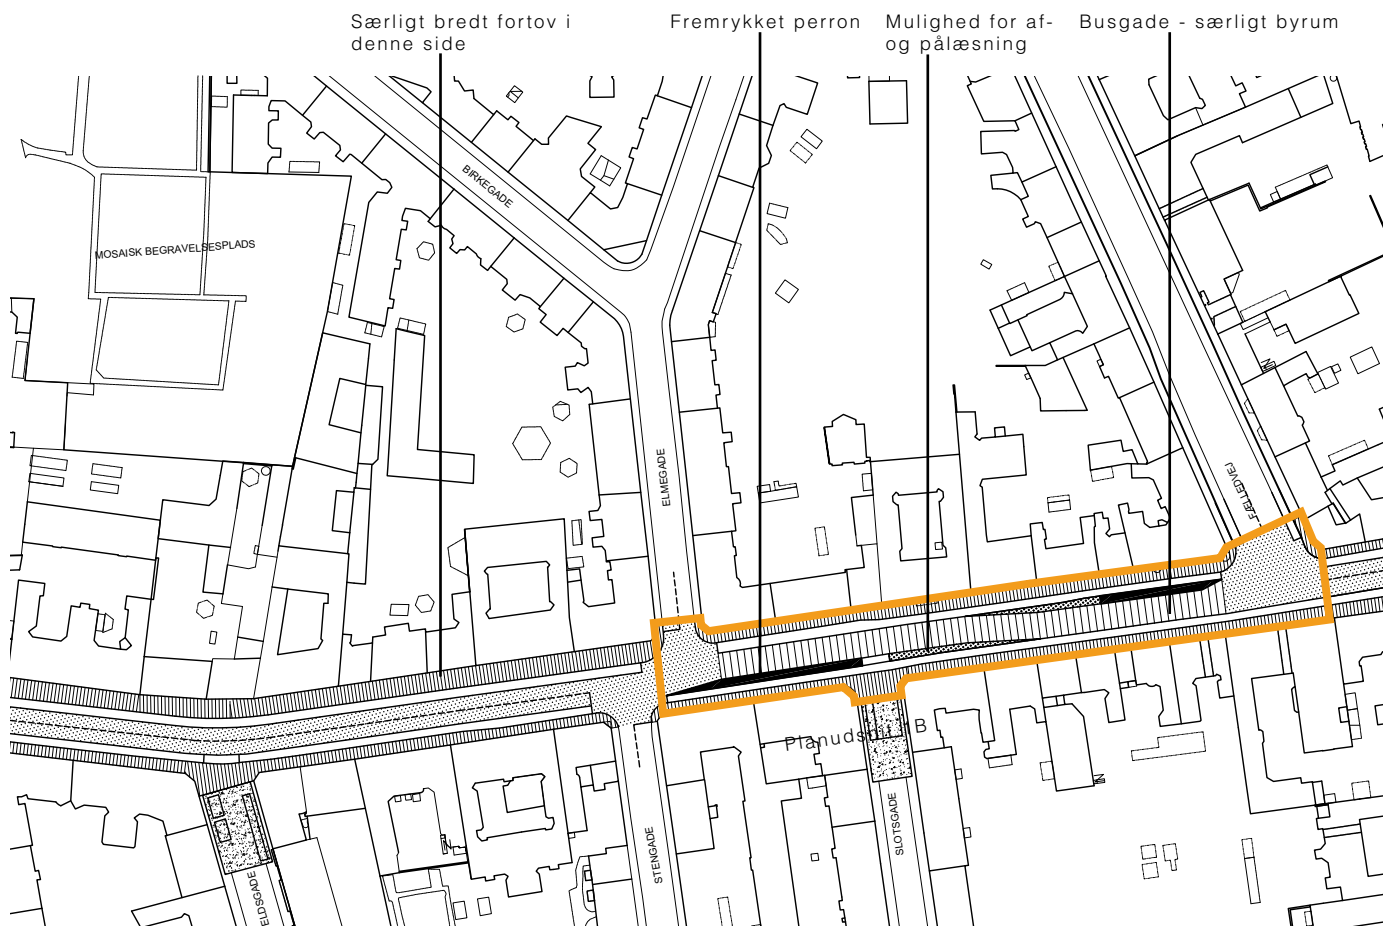 Særligt bredt fortov i
denne side
Fremrykket perron
Mulighed for af-
og pålæsning
Busgade - særligt byrum
BIRKEGADE
MOSAISK BEGRAVELSESPLADS
ELMEGADE
FÆLLEDVEJ
B
STENGADE
SLOTSGADE
ELDSGADE